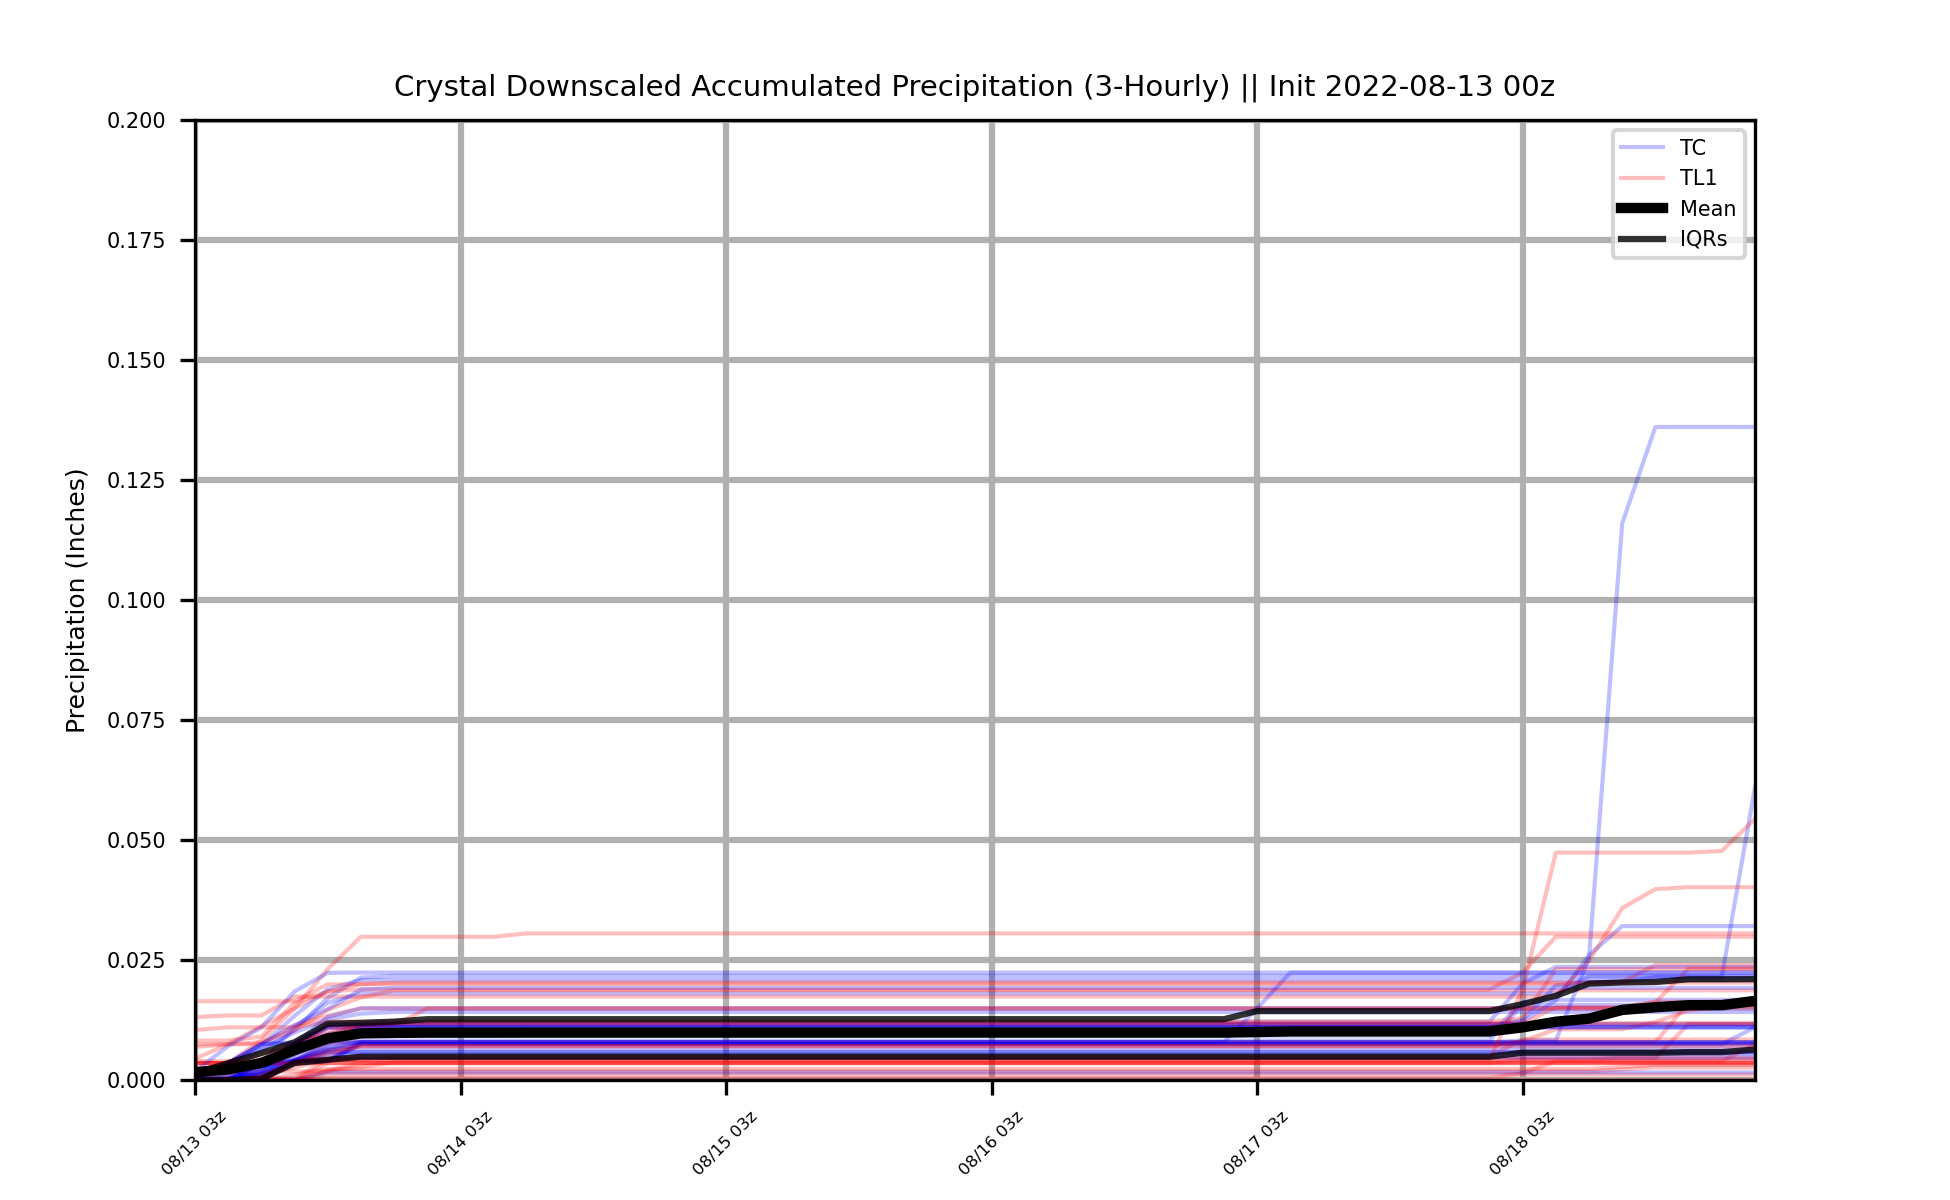 Crystal Downscaled Accumulated Precipitation (3-Hourly) || Init 2022-08-13 00z
TC
TL1
Mean
IQRs
Precipitation (Inches)
0.200
0.175
0.150
0.125
0.100
0.075
0.050
0.025
0.000
08/13 03z
08/14 03z
08/15 03z
08/16 03z
08/17 03z
08/18 03z